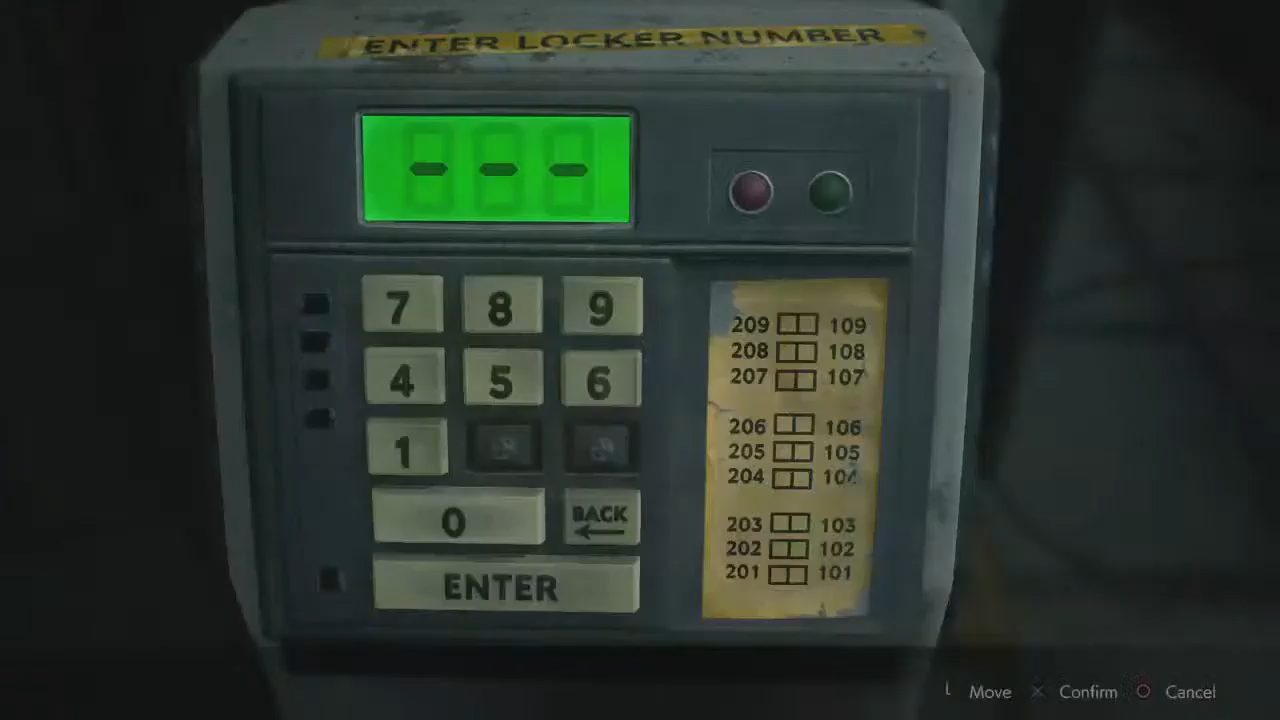 ENTER LOCKER NUMBER
- - -
7 8 9
4 5 6
1
0 BACK
ENTER
209 109
208 108
207 107
206 106
205 105
204 104
203 103
202 102
201 101
Move Confirm Cancel